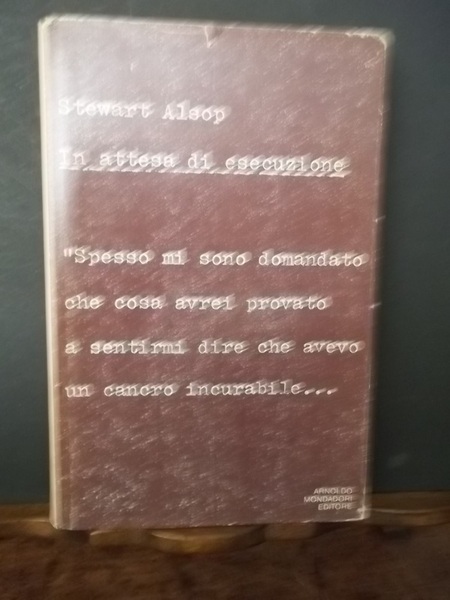 Stewart Alsop
In attesa di esecuzione
"Spesso mi sono domandato
che cosa avrei provato
a sentirmi dire che avevo
un cancro incurabile...
ARNOLDO
MONDADORI
EDITORE